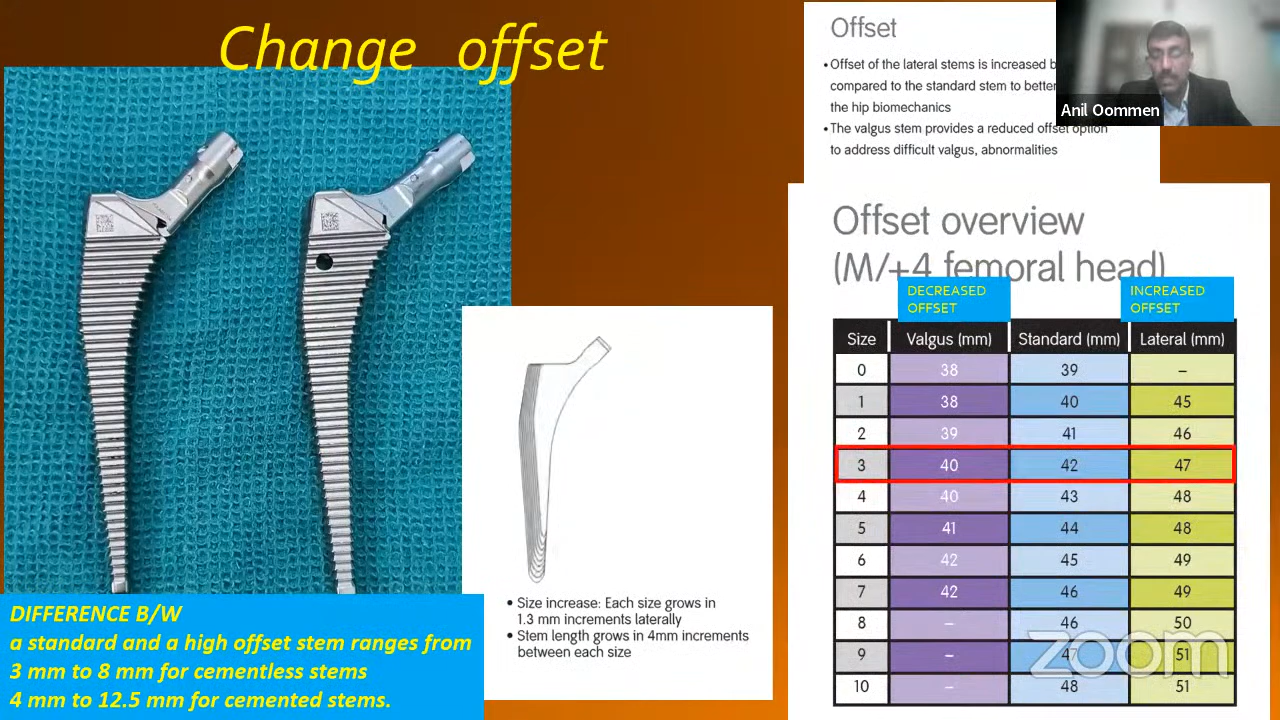 Change offset
Offset
•Offset of the lateral stems is increased
compared to the standard stem to better
the hip biomechanics
•The valgus stem provides a reduced offset option
to address difficult valgus, abnormalities
Anil Oommen
Offset overview
(M/+4 femoral head)
DECREASED
OFFSET
INCREASED
OFFSET
Size Valgus (mm) Standard (mm) Lateral (mm)
0 38 39 –
1 38 40 45
2 39 41 46
3 40 42 47
4 40 43 48
5 41 44 48
6 42 45 49
7 42 46 49
8 – 46 50
9 – 47 51
10 – 48 51
zoom
• Size increase: Each size grows in
1.3 mm increments laterally
• Stem length grows in 4mm increments
between each size
DIFFERENCE B/W
a standard and a high offset stem ranges from
3 mm to 8 mm for cementless stems
4 mm to 12.5 mm for cemented stems.